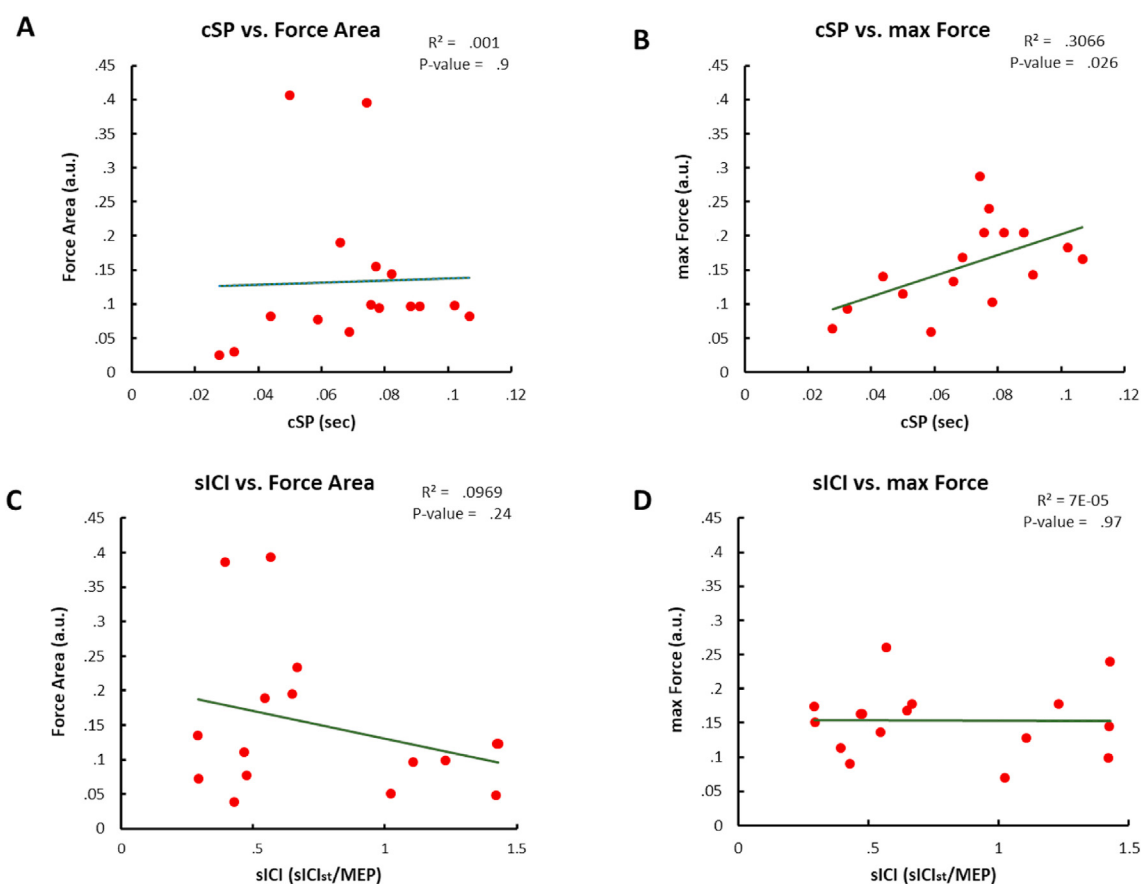 A
cSP vs. Force Area
R² = .001
P-value = .9
.45
.4
.35
.3
.25
.2
.15
.1
.05
0
Force Area (a.u.)
0 .02 .04 .06 .08 .1 .12
cSP (sec)
B
cSP vs. max Force
R² = .3066
P-value = .026
.45
.4
.35
.3
.25
.2
.15
.1
.05
0
max Force (a.u.)
0 .02 .04 .06 .08 .1 .12
cSP (sec)
C
sICI vs. Force Area
R² = .0969
P-value = .24
.45
.4
.35
.3
.25
.2
.15
.1
.05
0
Force Area (a.u.)
0 .5 1 1.5
sICI (sICIst/MEP)
D
sICI vs. max Force
R² = 7E-05
P-value = .97
.45
.4
.35
.3
.25
.2
.15
.1
.05
0
max Force (a.u.)
0 .5 1 1.5
sICI (sICIst/MEP)